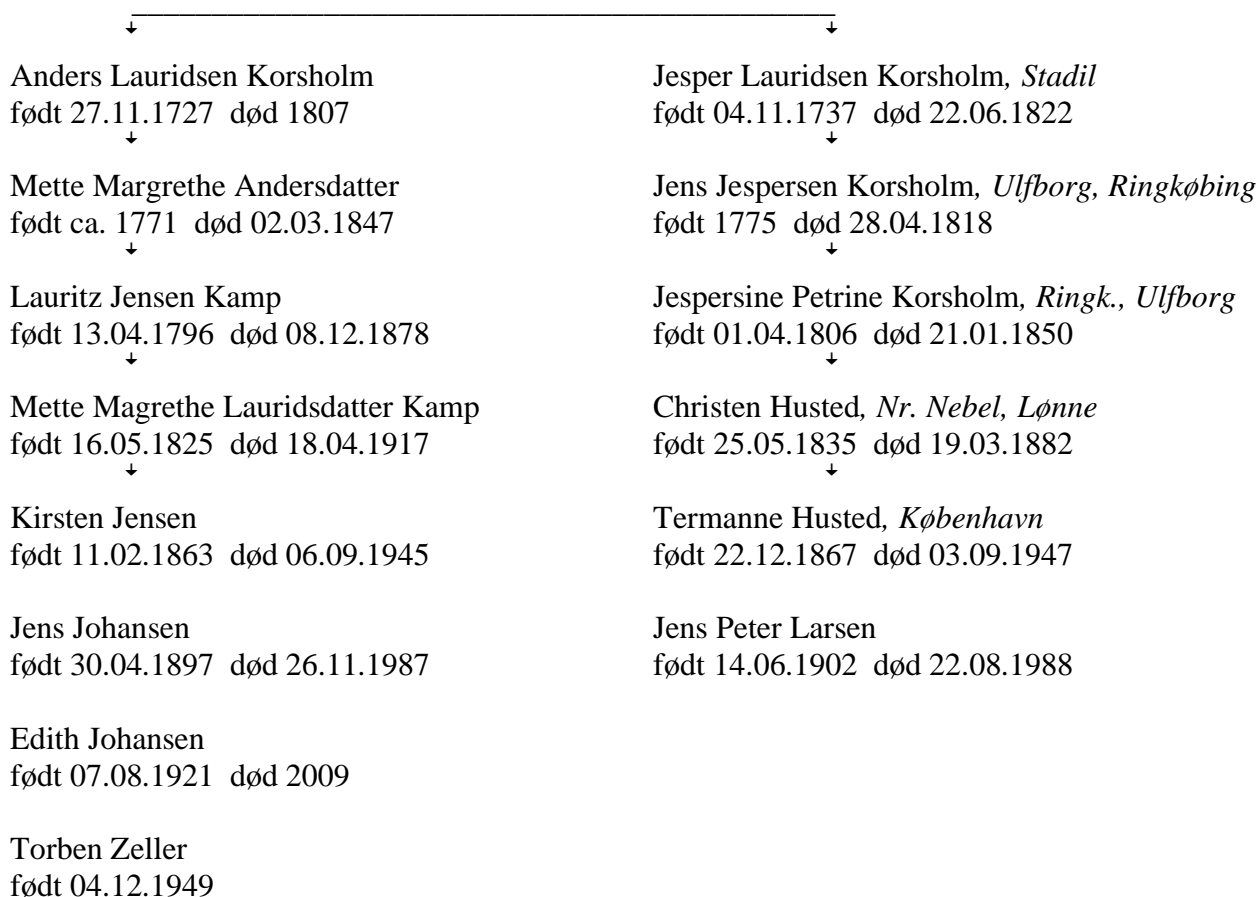 Anders Lauridsen Korsholm
født 27.11.1727 død 1807
Mette Margrethe Andersdatter
født ca. 1771 død 02.03.1847
Lauritz Jensen Kamp
født 13.04.1796 død 08.12.1878
Mette Magrethe Lauridsdatter Kamp
født 16.05.1825 død 18.04.1917
Kirsten Jensen
født 11.02.1863 død 06.09.1945
Jens Johansen
født 30.04.1897 død 26.11.1987
Edith Johansen
født 07.08.1921 død 2009
Torben Zeller
født 04.12.1949
Jesper Lauridsen Korsholm, Stadil
født 04.11.1737 død 22.06.1822
Jens Jespersen Korsholm, Ulfborg, Ringkøbing
født 1775 død 28.04.1818
Jespersine Petrine Korsholm, Ringk., Ulfborg
født 01.04.1806 død 21.01.1850
Christen Husted, Nr. Nebel, Lønne
født 25.05.1835 død 19.03.1882
Termanne Husted, København
født 22.12.1867 død 03.09.1947
Jens Peter Larsen
født 14.06.1902 død 22.08.1988